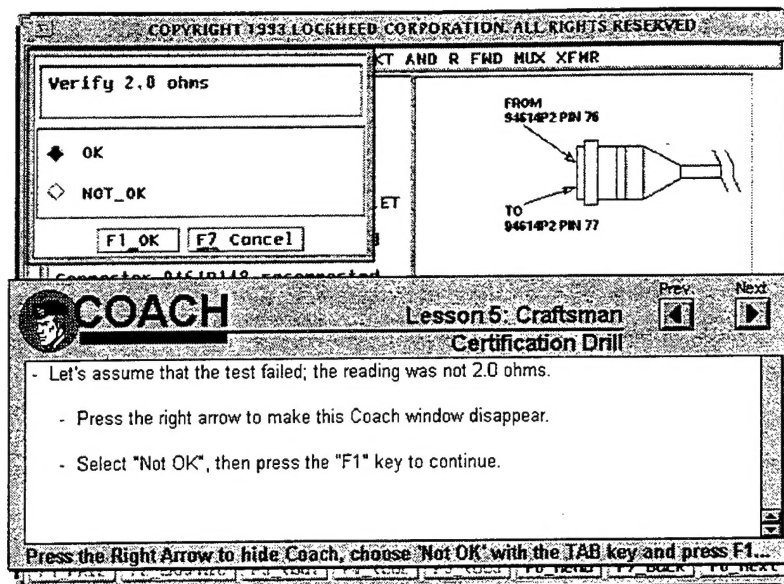 COPYRIGHT 1993 LOCKHEED CORPORATION. ALL RIGHTS RESERVED
XT AND R FWD MUX XFMR
Verify 2.0 ohms
OK
NOT_OK
F1_OK F7 Cancel
ET
FROM
94614P2 PIN 76
TO
94614P2 PIN 77
Prev Next
COACH
Lesson 5: Craftsman
Certification Drill
- Let's assume that the test failed; the reading was not 2.0 ohms.
- Press the right arrow to make this Coach window disappear.
- Select "Not OK", then press the "F1" key to continue.
Press the Right Arrow to hide Coach, choose 'Not OK' with the TAB key and press F1...